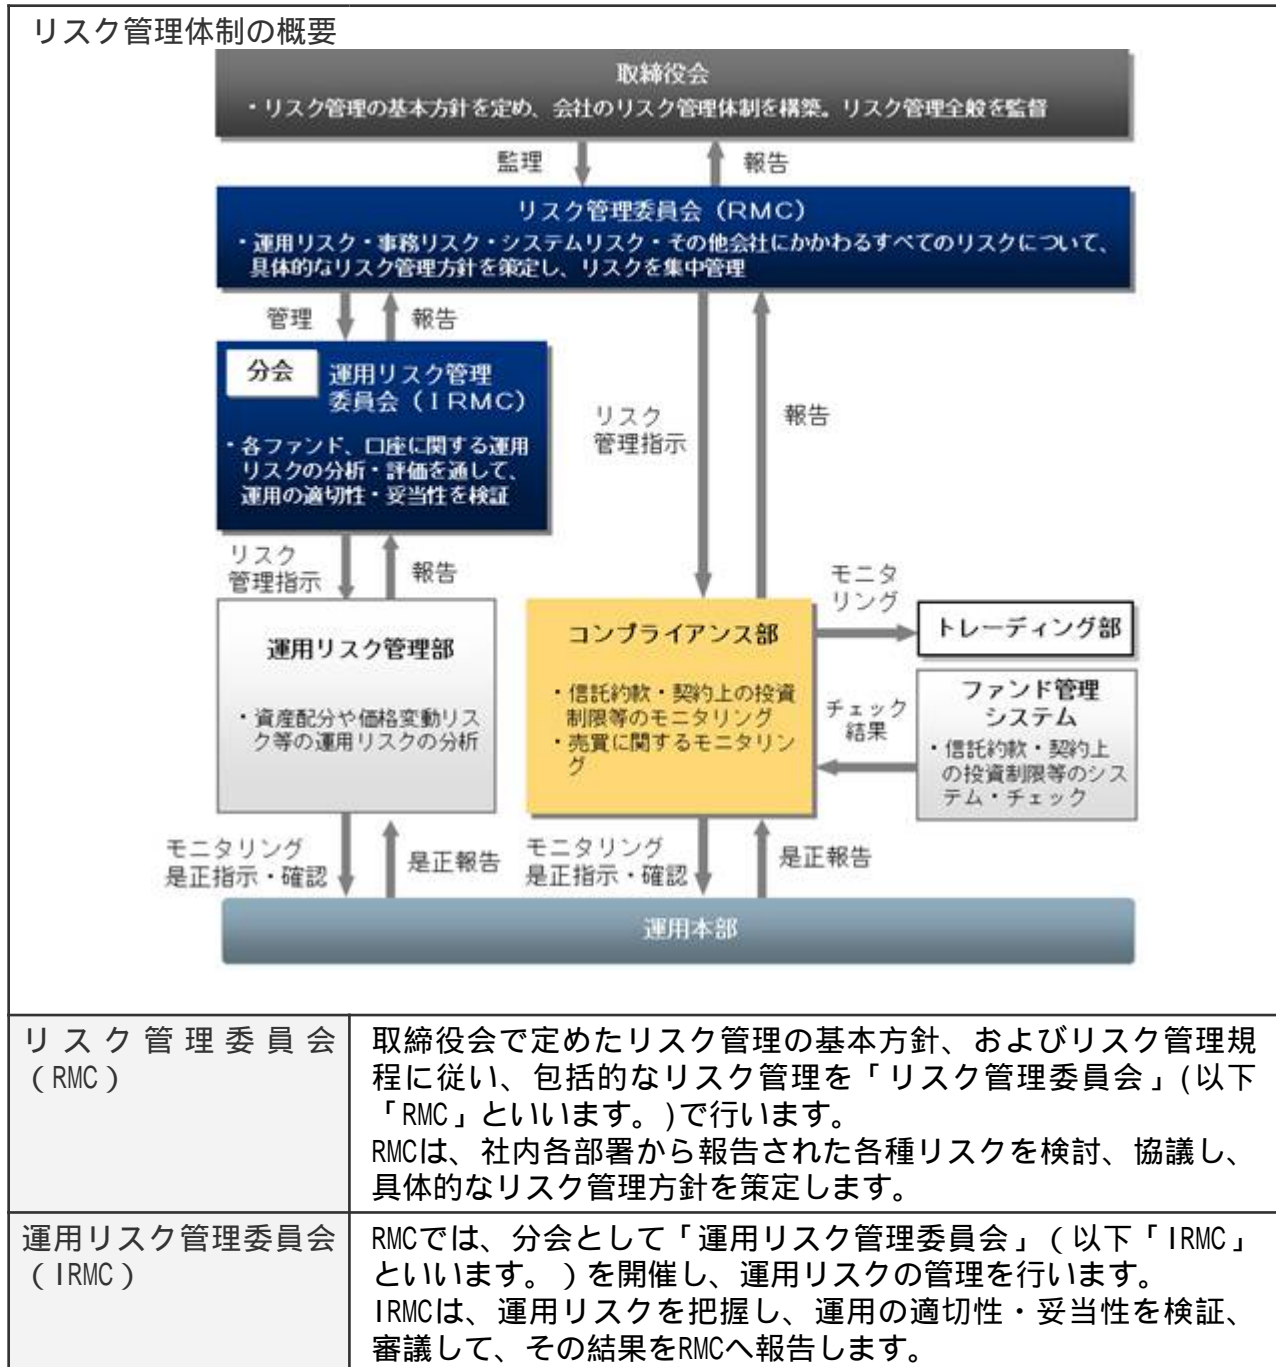 リスク管理体制の概要
取締役会
・リスク管理の基本方針を定め、会社のリスク管理体制を構築。リスク管理全般を監督
監理
報告
リスク管理委員会（ＲＭＣ）
・運用リスク・事務リスク・システムリスク・その他会社にかかわるすべてのリスクについて、
具体的なリスク管理方針を策定し、リスクを集中管理
管理
報告
分会
運用リスク管理
委員会（ＩＲＭＣ）
・各ファンド、口座に関する運用
リスクの分析・評価を通して、
運用の適切性・妥当性を検証
リスク
管理指示
報告
リスク
管理指示
報告
運用リスク管理部
・資産配分や価格変動リス
ク等の運用リスクの分析
コンプライアンス部
・信託約款・契約上の投資
制限等のモニタリング
・売買に関するモニタリン
グ
モニタ
リング
トレーディング部
チェック
結果
ファンド管理
システム
・信託約款・契約上
の投資制限等のシス
テム・チェック
モニタリング
是正指示・確認
是正報告
モニタリング
是正指示・確認
是正報告
運用本部
リスク管理委員会
（RMC）
取締役会で定めたリスク管理の基本方針、およびリスク管理規
程に従い、包括的なリスク管理を「リスク管理委員会」(以下
「RMC」といいます。)で行います。
RMCは、社内各部署から報告された各種リスクを検討、協議し、
具体的なリスク管理方針を策定します。
運用リスク管理委員会
（IRMC）
RMCでは、分会として「運用リスク管理委員会」（以下「IRMC」
といいます。）を開催し、運用リスクの管理を行います。
IRMCは、運用リスクを把握し、運用の適切性・妥当性を検証、
審議して、その結果をRMCへ報告します。